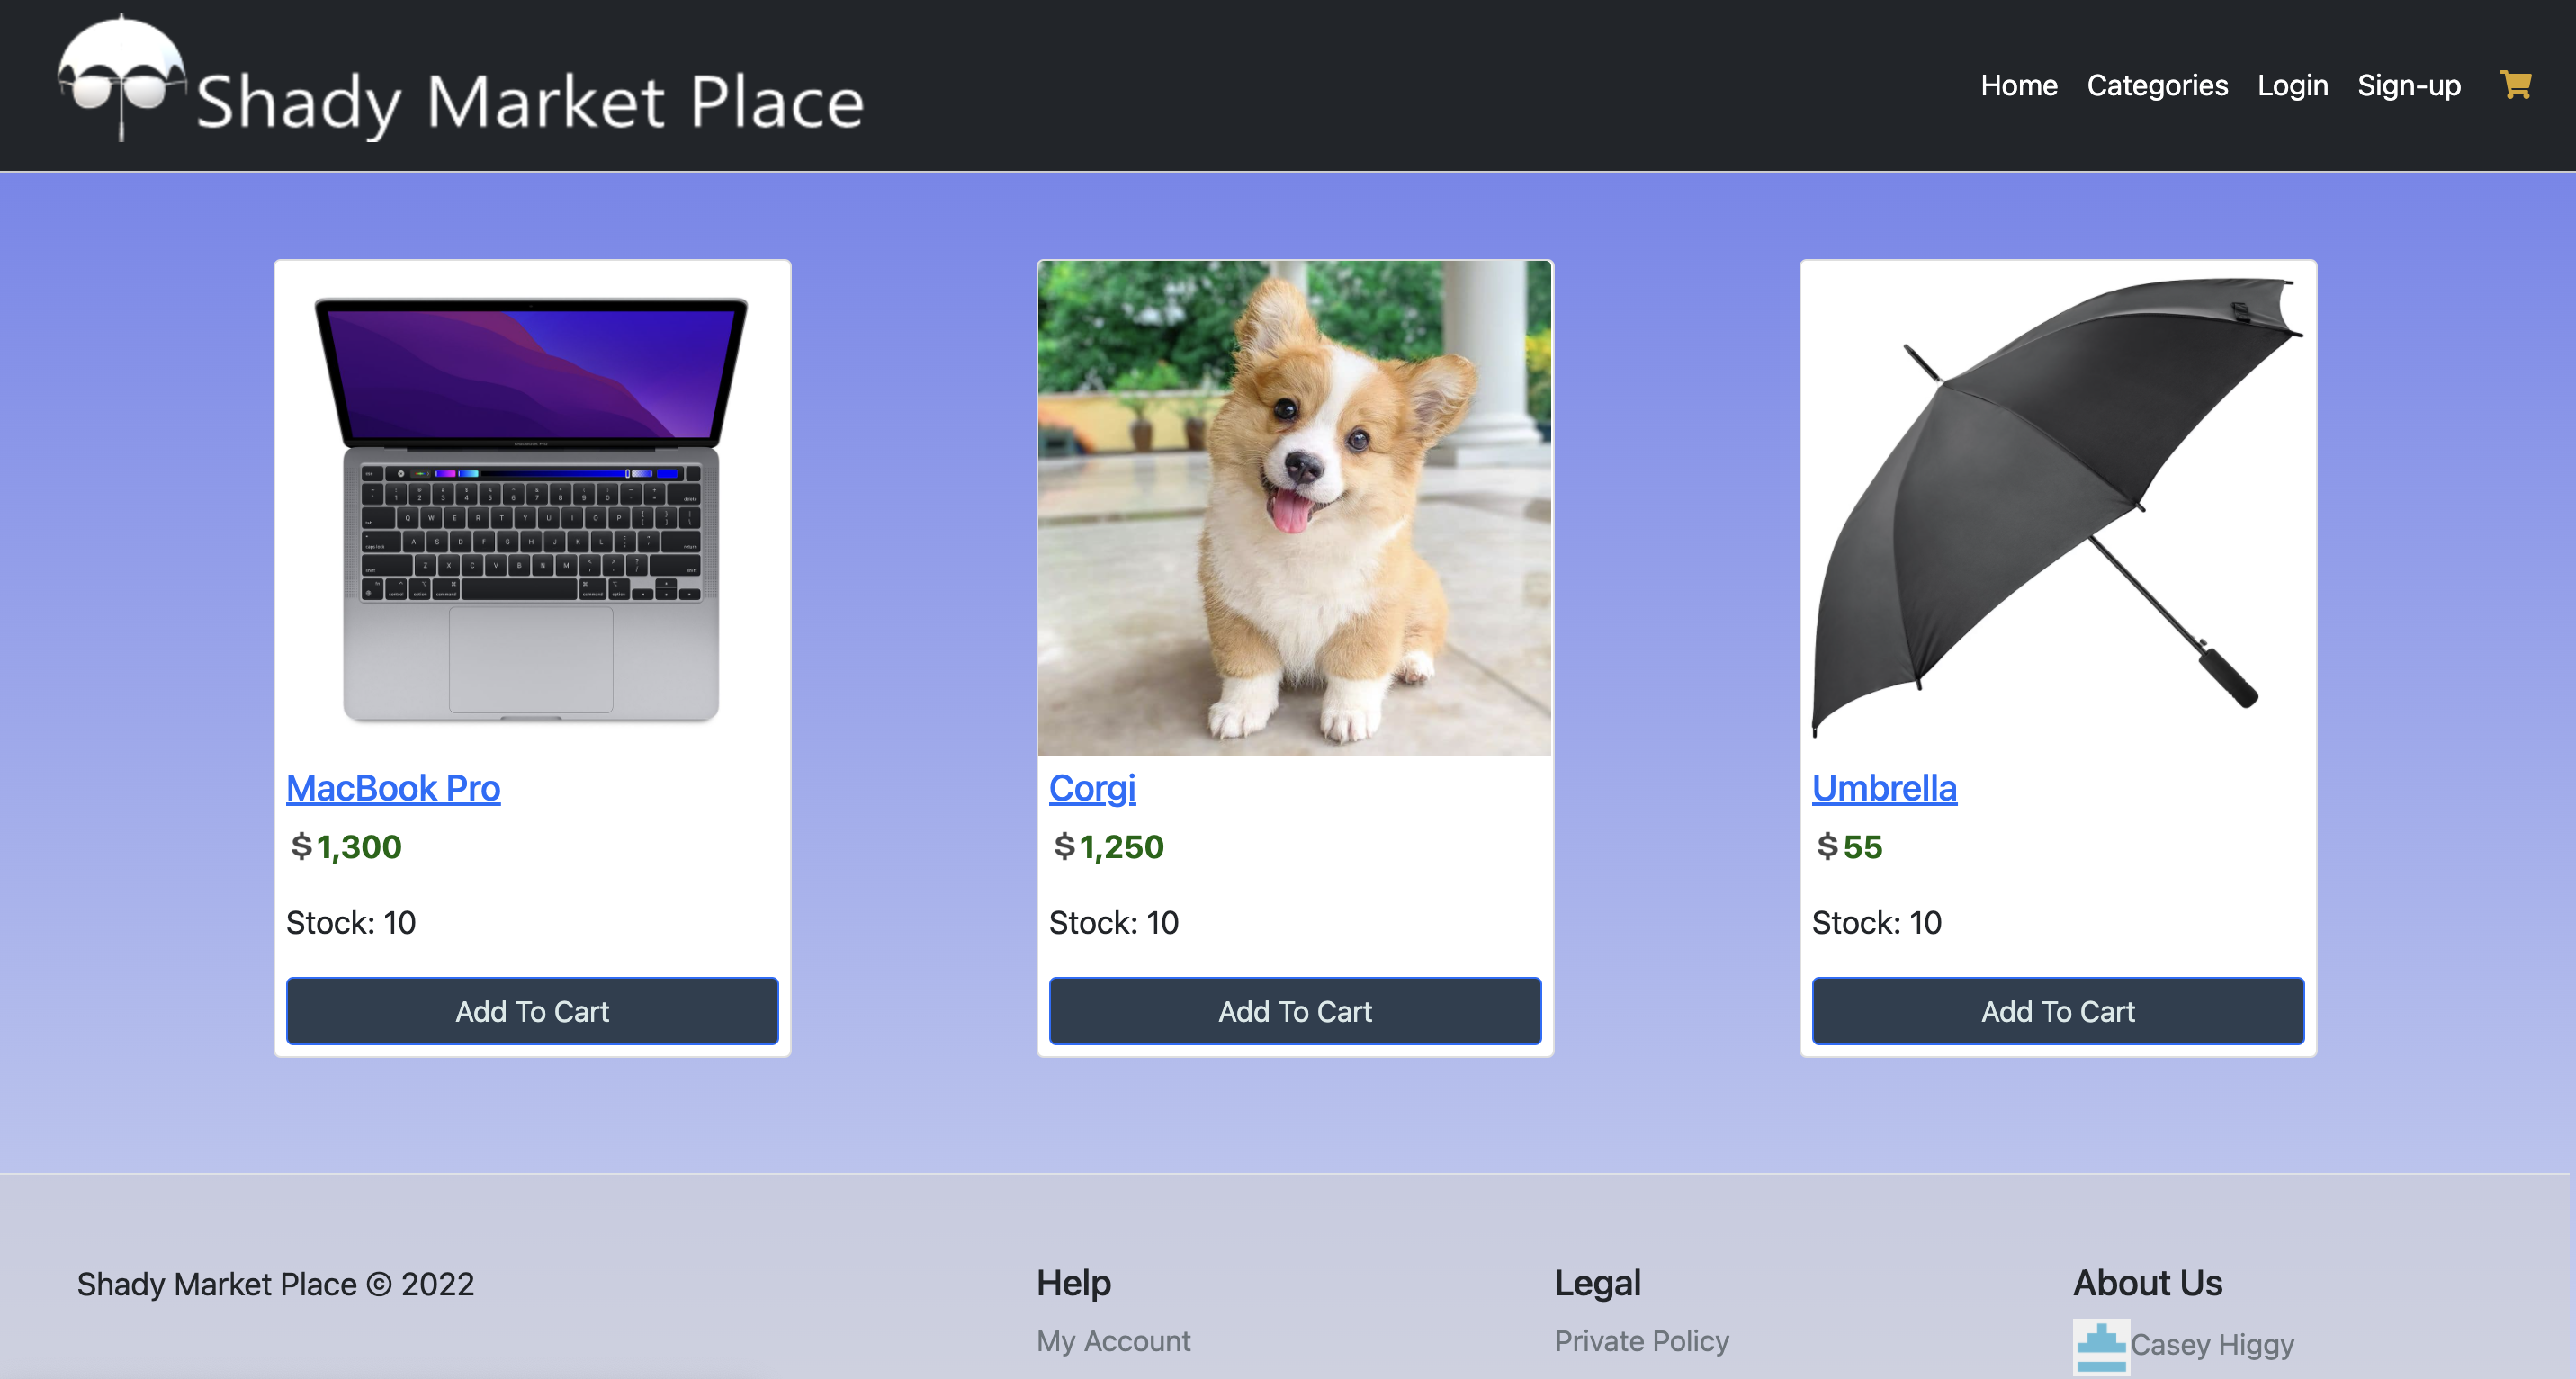 Shady Market Place
Home Categories Login Sign-up
MacBook Pro
$1,300
Stock: 10
Add To Cart
Corgi
$1,250
Stock: 10
Add To Cart
Umbrella
$55
Stock: 10
Add To Cart
Shady Market Place © 2022
Help
My Account
Legal
Private Policy
About Us
Casey Higgy